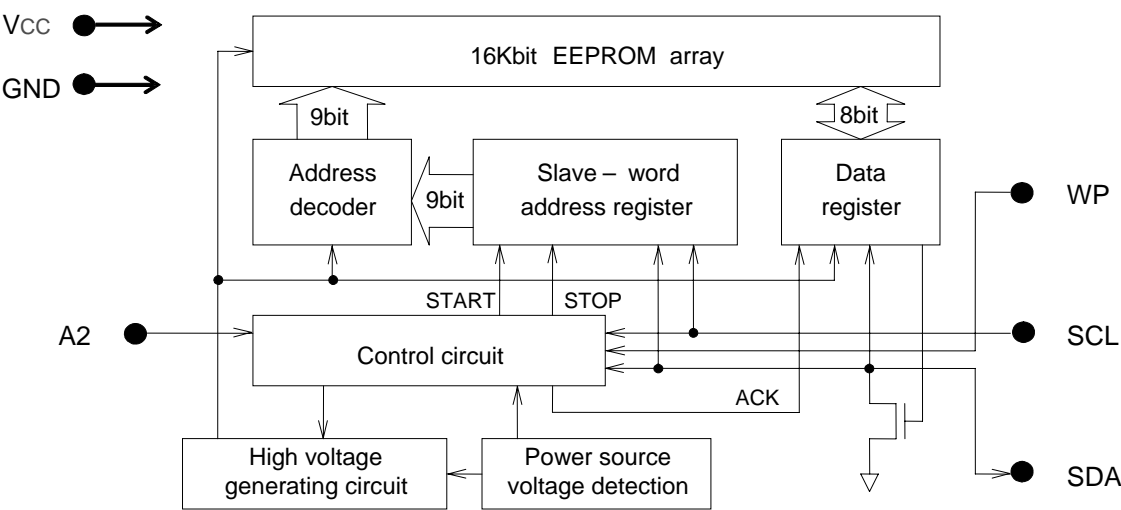 VCC
16Kbit EEPROM array
GND
9bit
8bit
Address
decoder
9bit
Slave – word
address register
Data
register
WP
START
STOP
A2
Control circuit
SCL
ACK
High voltage
generating circuit
Power source
voltage detection
SDA